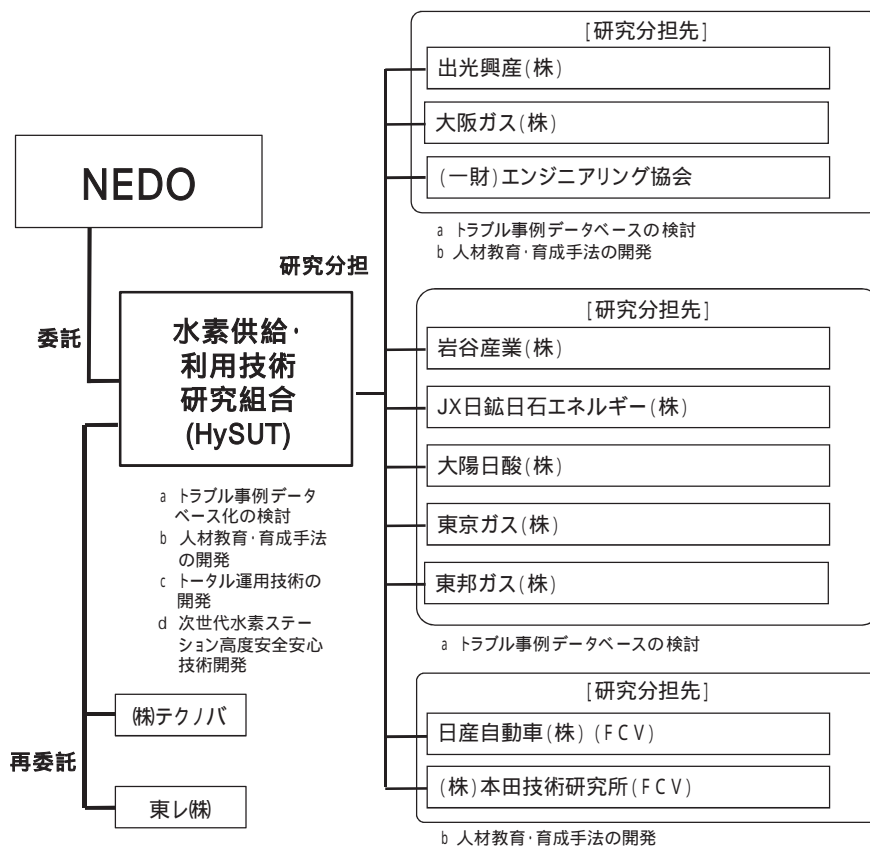 NEDO
委託
水素供給・
利用技術
研究組合
(HySUT)
a トラブル事例データ
ベース化の検討
b 人材教育・育成手法
の開発
c トータル運用技術の
開発
d 次世代水素ステー
ション高度安全安心
技術開発
再委託
㈱テクノバ
東レ㈱
研究分担
[研究分担先]
出光興産(株)
大阪ガス(株)
(一財)エンジニアリング協会
a トラブル事例データベースの検討
b 人材教育・育成手法の開発
[研究分担先]
岩谷産業(株)
JX日鉱日石エネルギー(株)
大陽日酸(株)
東京ガス(株)
東邦ガス(株)
a トラブル事例データベースの検討
[研究分担先]
日産自動車(株)(FCV)
(株)本田技術研究所(FCV)
b 人材教育・育成手法の開発